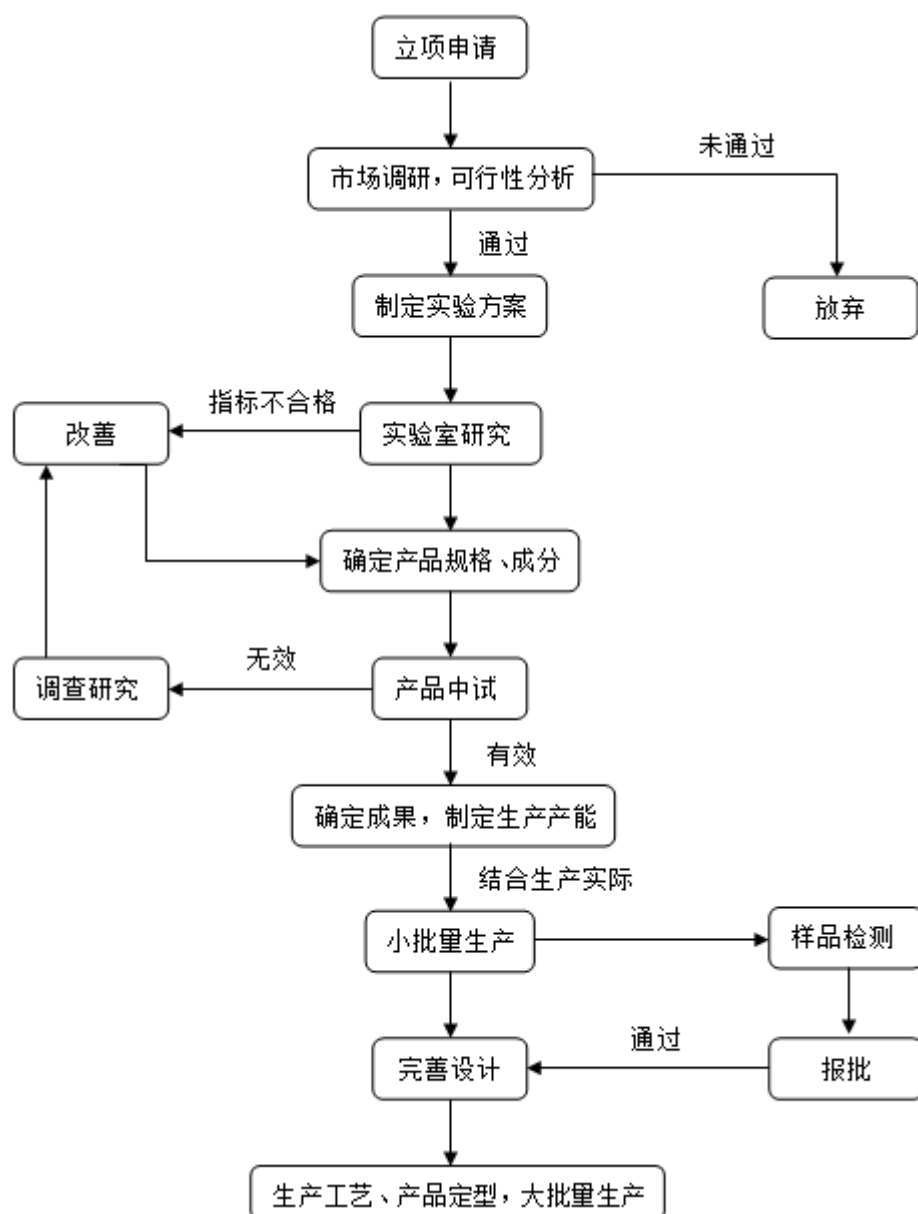 立项申请
未通过
市场调研，可行性分析
通过
制定实验方案
放弃
指标不合格
改善
实验室研究
确定产品规格、成分
无效
调查研究
产品中试
有效
确定成果，制定生产产能
结合生产实际
小批量生产
样品检测
通过
完善设计
报批
生产工艺、产品定型，大批量生产